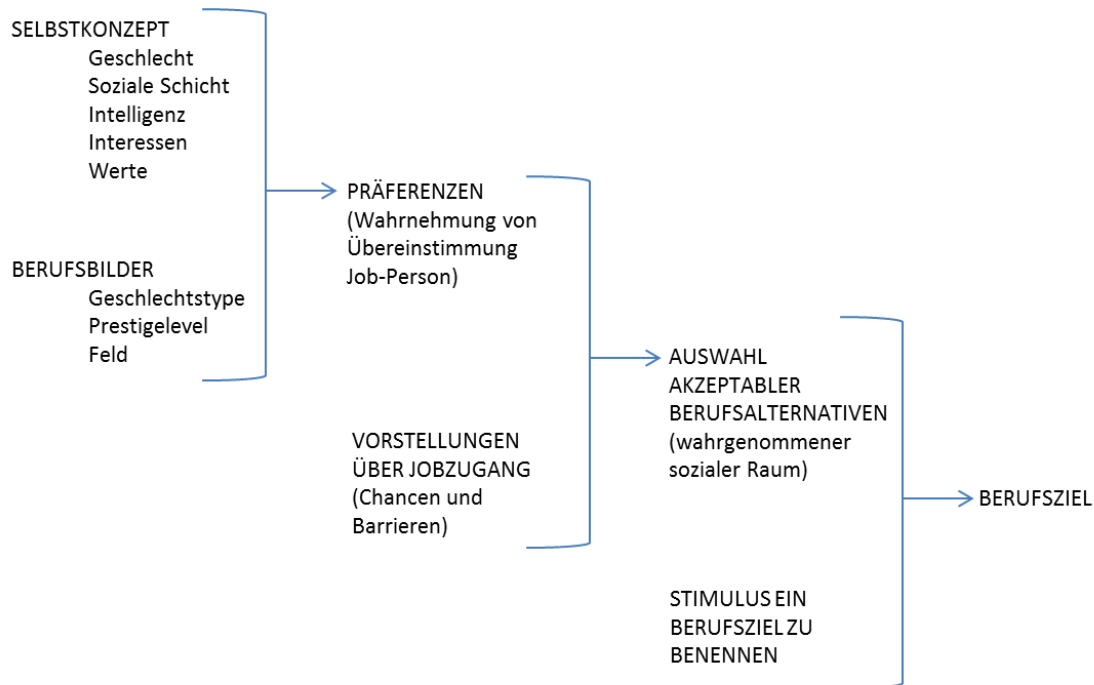 SELBSTKONZEPT
Geschlecht
Soziale Schicht
Intelligenz
Interessen
Werte
BERUFSBILDER
Geschlechtstype
Prestigelevel
Feld
PRÄFERENZEN
(Wahrnehmung von
Übereinstimmung
Job-Person)
VORSTELLUNGEN
ÜBER JOBZUGANG
(Chancen und
Barrieren)
AUSWAHL
AKZEPTABLER
BERUFSALTERNATIVEN
(wahrgenommener
sozialer Raum)
STIMULUS EIN
BERUFSZIEL ZU
BENENNEN
BERUFSZIEL